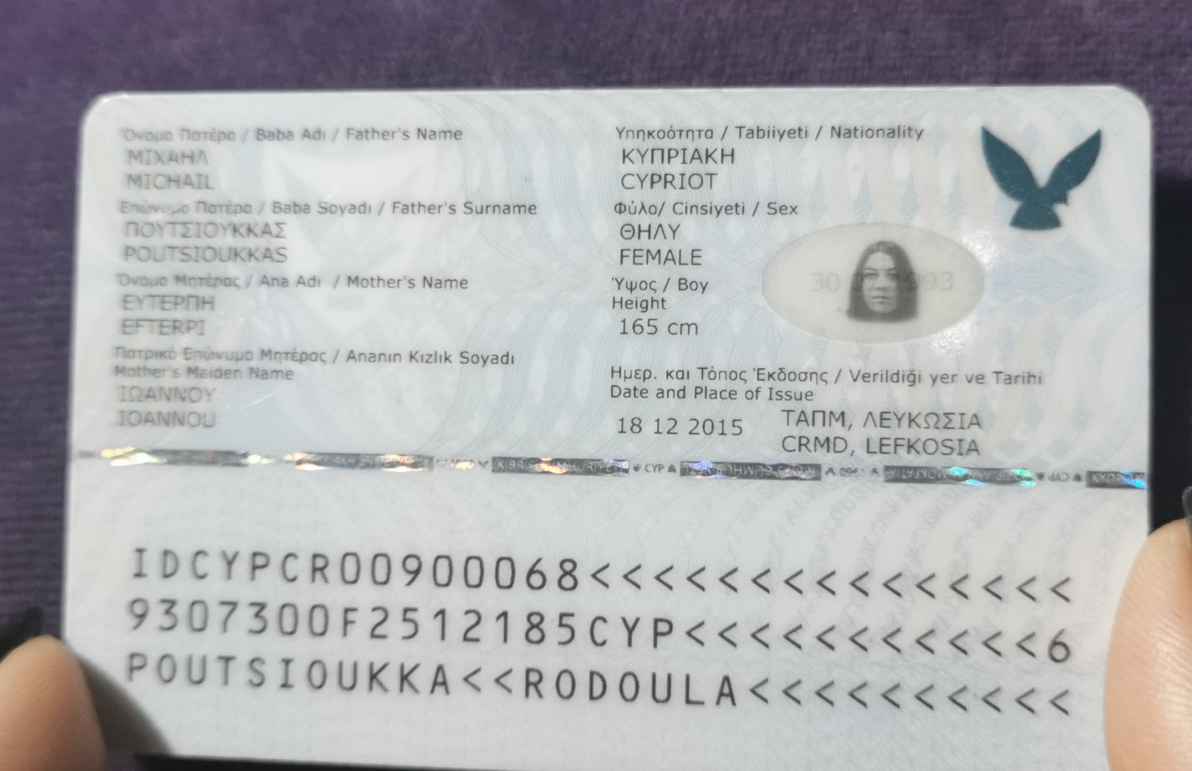 Όνομα Πατέρα / Baba Adı / Father's Name
ΜΙΧΑΗΛ
MICHAIL
Επώνυμο Πατέρα / Baba Soyadı / Father's Surname
ΠΟΥΤΣΙΟΥΚΚΑΣ
POUTSIOUKKAS
Όνομα Μητέρας / Ana Adı / Mother's Name
ΕΥΤΕΡΠΗ
EFTERPI
Πατρικό Επώνυμο Μητέρας / Ananın Kızlık Soyadı
Mother's Maiden Name
ΙΩΑΝΝΟΥ
IOANNOU
Υπηκοότητα / Tabiiyeti / Nationality
ΚΥΠΡΙΑΚΗ
CYPRIOT
Φύλο/ Cinsiyeti / Sex
ΘΗΛΥ
FEMALE
Ύψος / Boy
Height
165 cm
Ημερ. και Τόπος Έκδοσης / Verildiği yer ve Tarihi
Date and Place of Issue
18 12 2015
ΤΑΠΜ, ΛΕΥΚΩΣΙΑ
CRMD, LEFKOSIA
CYP
IDCYPCR00900068<<<<<<<<<<<<<<<
9307300F2512185CYP<<<<<<<<<<<6
POUTSIOUKKA<<RODOULA<<<<<<<<<<